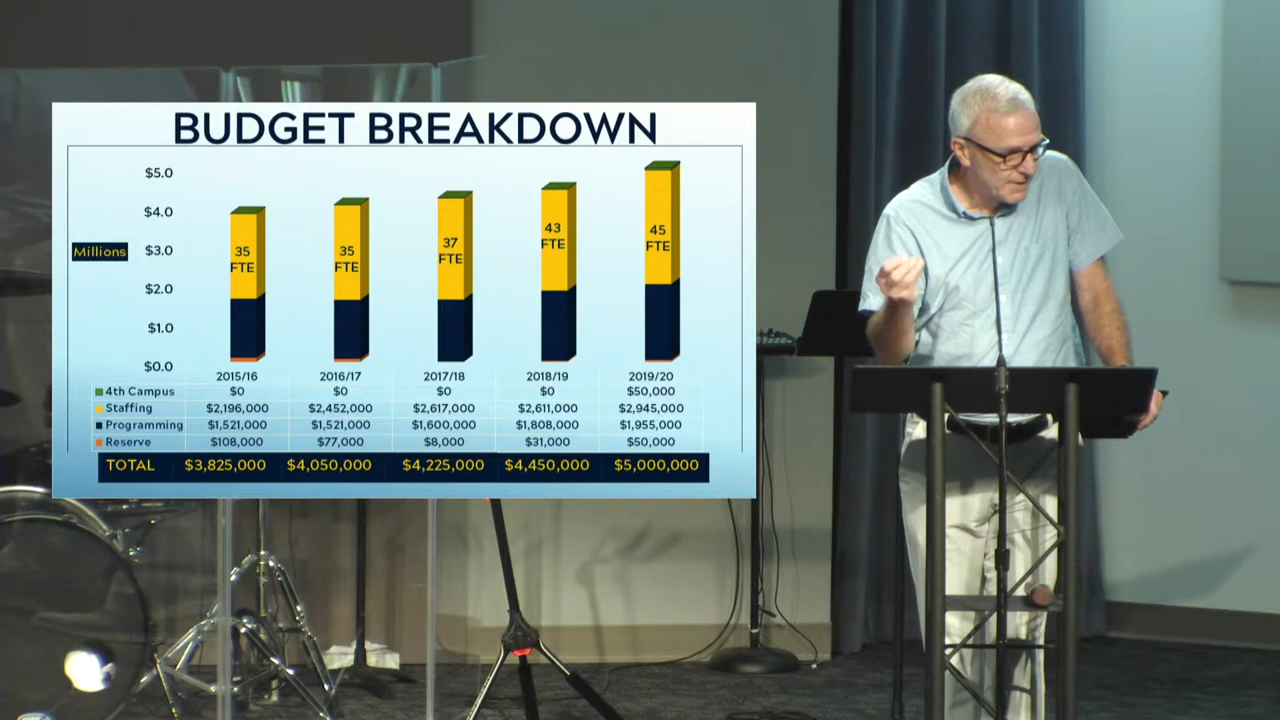 BUDGET BREAKDOWN
$5.0
$4.0
Millions $3.0
$2.0
$1.0
$0.0
35 FTE
35 FTE
37 FTE
43 FTE
45 FTE
2015/16 2016/17 2017/18 2018/19 2019/20
4th Campus $0 $0 $0 $0 $50,000
Staffing $2,196,000 $2,452,000 $2,617,000 $2,611,000 $2,945,000
Programming $1,521,000 $1,521,000 $1,600,000 $1,808,000 $1,955,000
Reserve $108,000 $77,000 $8,000 $31,000 $50,000
TOTAL $3,825,000 $4,050,000 $4,225,000 $4,450,000 $5,000,000